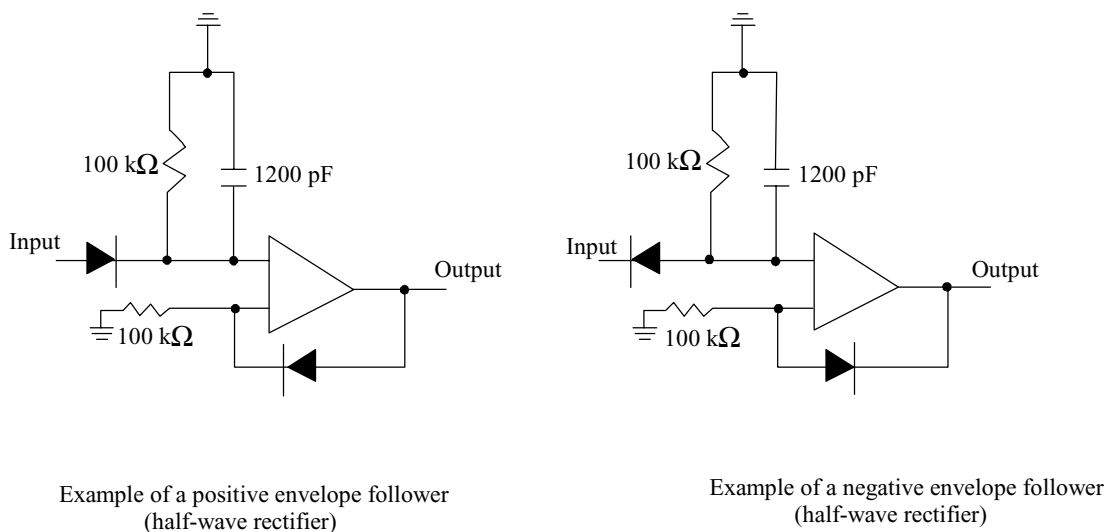 100 kΩ
1200 pF
Input
Output
100 kΩ
Example of a positive envelope follower
(half-wave rectifier)
100 kΩ
1200 pF
Input
Output
100 kΩ
Example of a negative envelope follower
(half-wave rectifier)